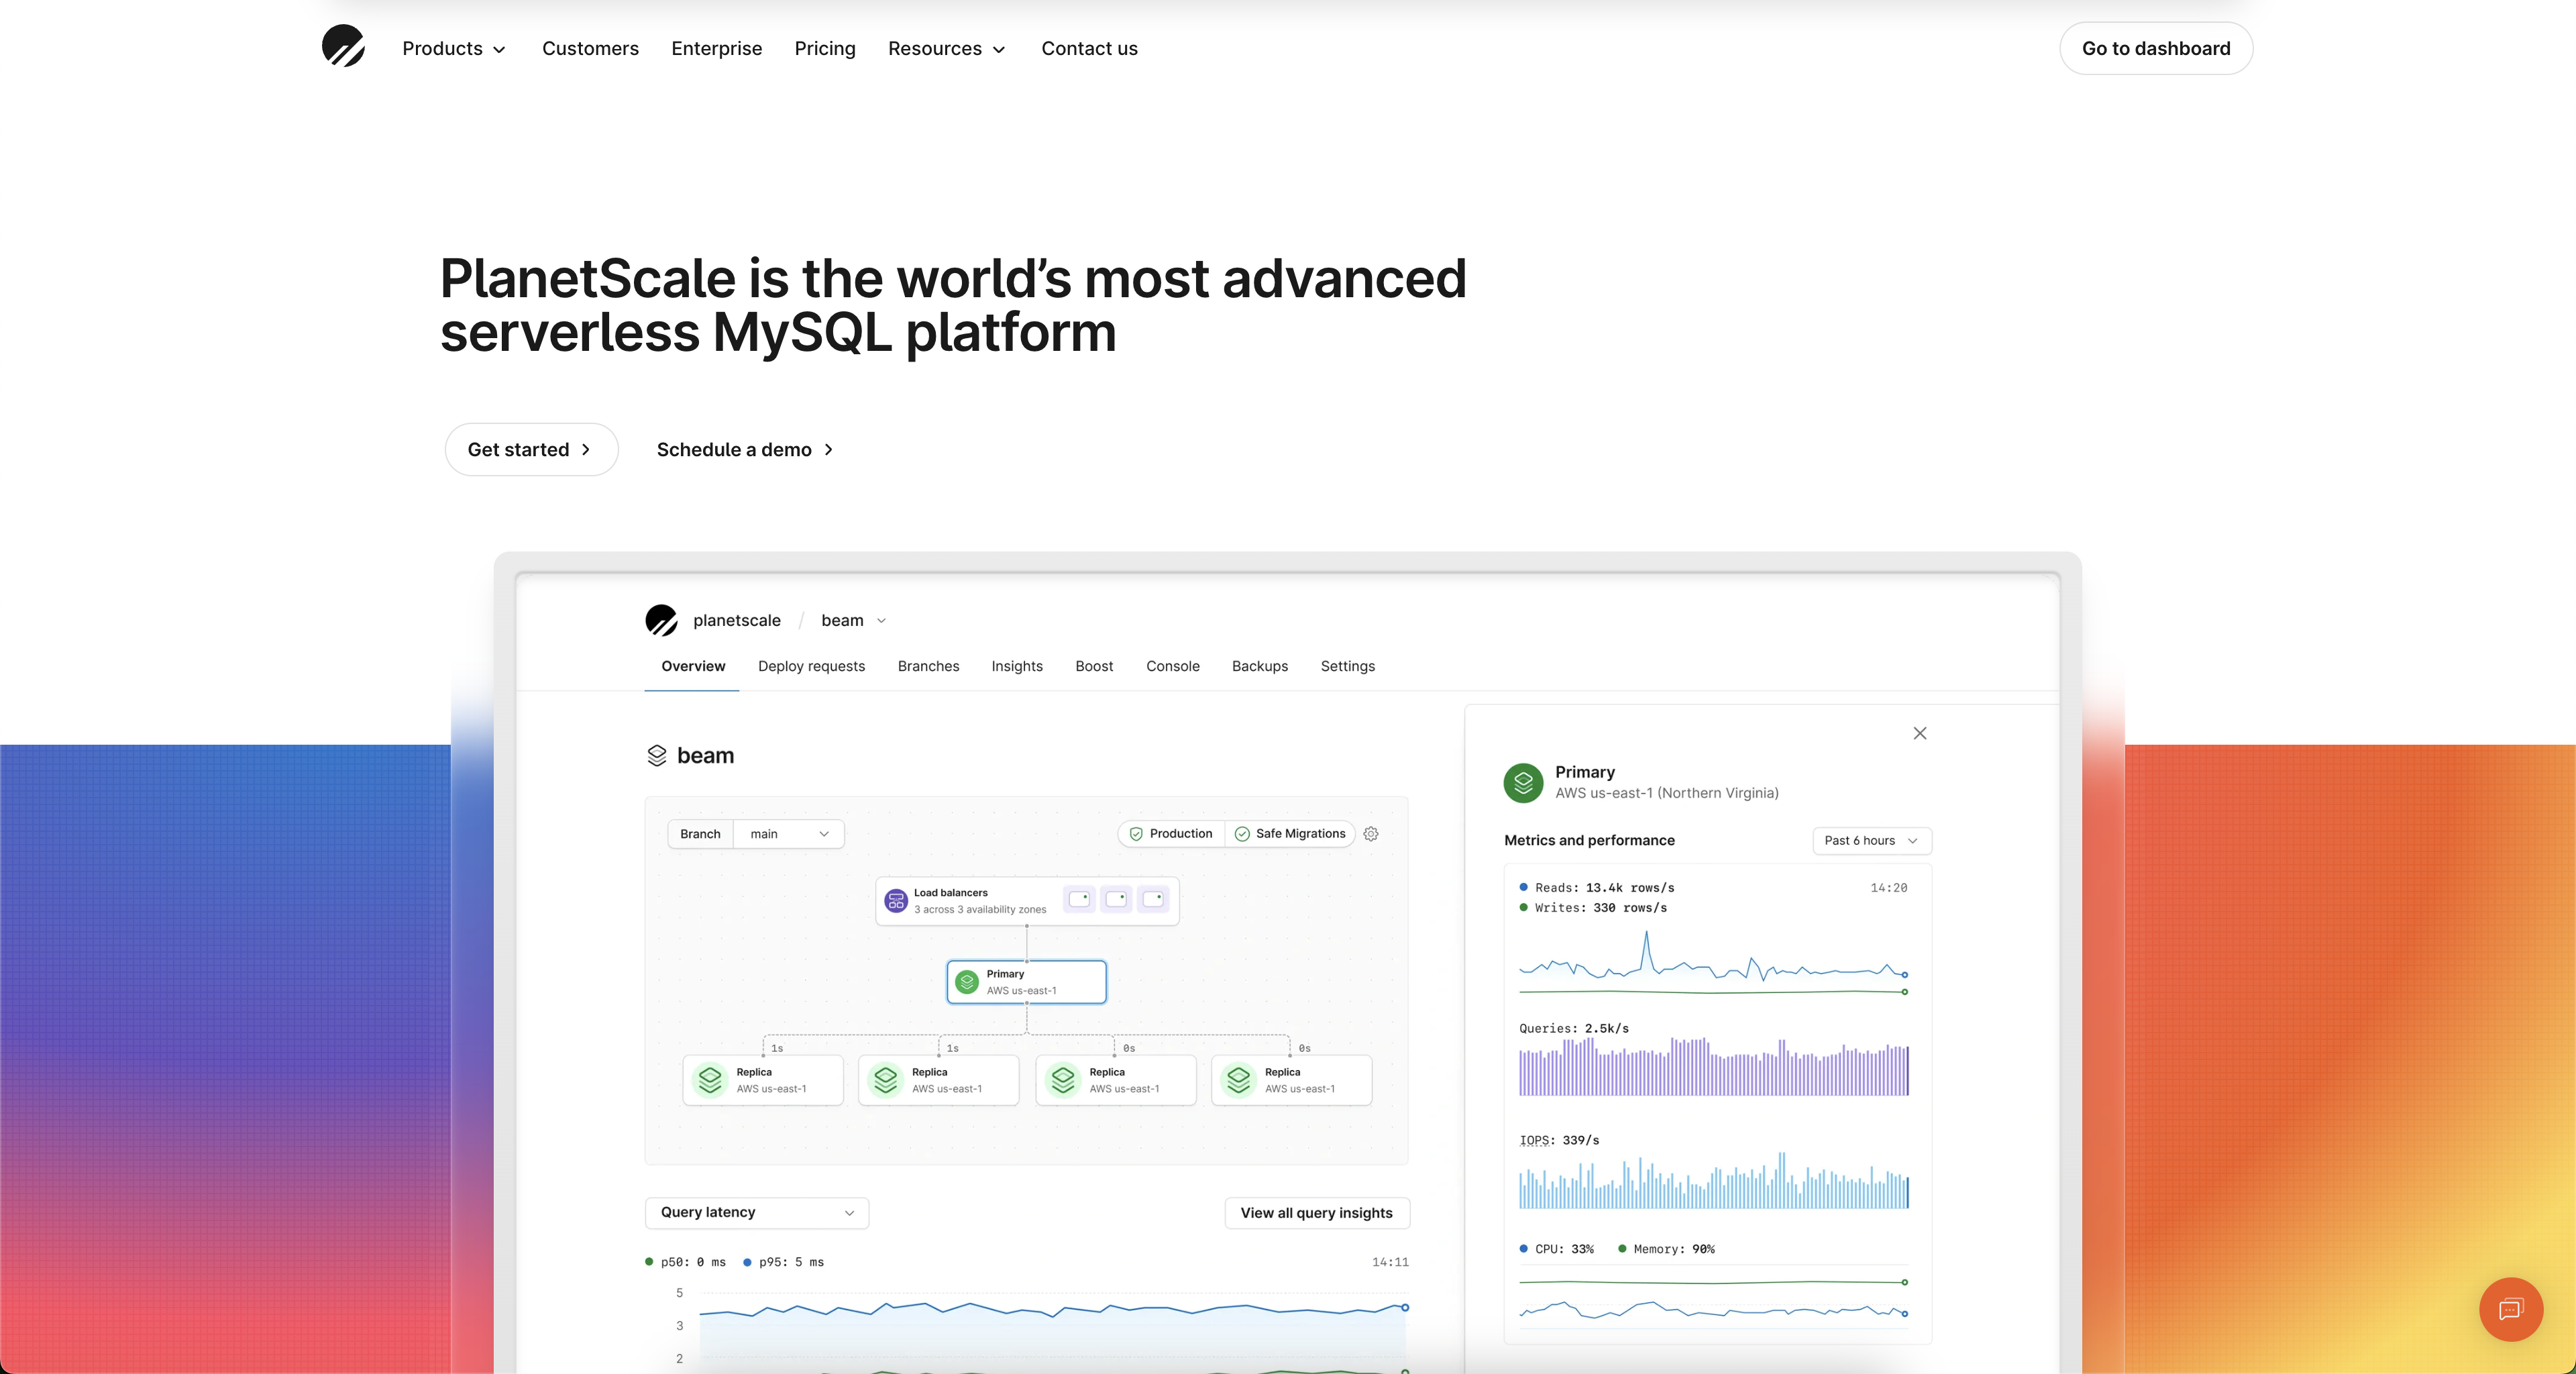 Products
Customers
Enterprise
Pricing
Resources
Contact us
Go to dashboard
PlanetScale is the world’s most advanced
serverless MySQL platform
Get started
Schedule a demo
planetscale / beam
Overview
Deploy requests
Branches
Insights
Boost
Console
Backups
Settings
beam
Branch
main
Production
Safe Migrations
Load balancers
3 across 3 availability zones
Primary
AWS us-east-1
1s
1s
0s
0s
Replica
AWS us-east-1
Replica
AWS us-east-1
Replica
AWS us-east-1
Replica
AWS us-east-1
Query latency
View all query insights
p50: 0 ms
p95: 5 ms
14:11
5
3
2
Primary
AWS us-east-1 (Northern Virginia)
Metrics and performance
Past 6 hours
Reads: 13.4k rows/s
14:20
Writes: 330 rows/s
Queries: 2.5k/s
IOPS: 339/s
CPU: 33%
Memory: 90%